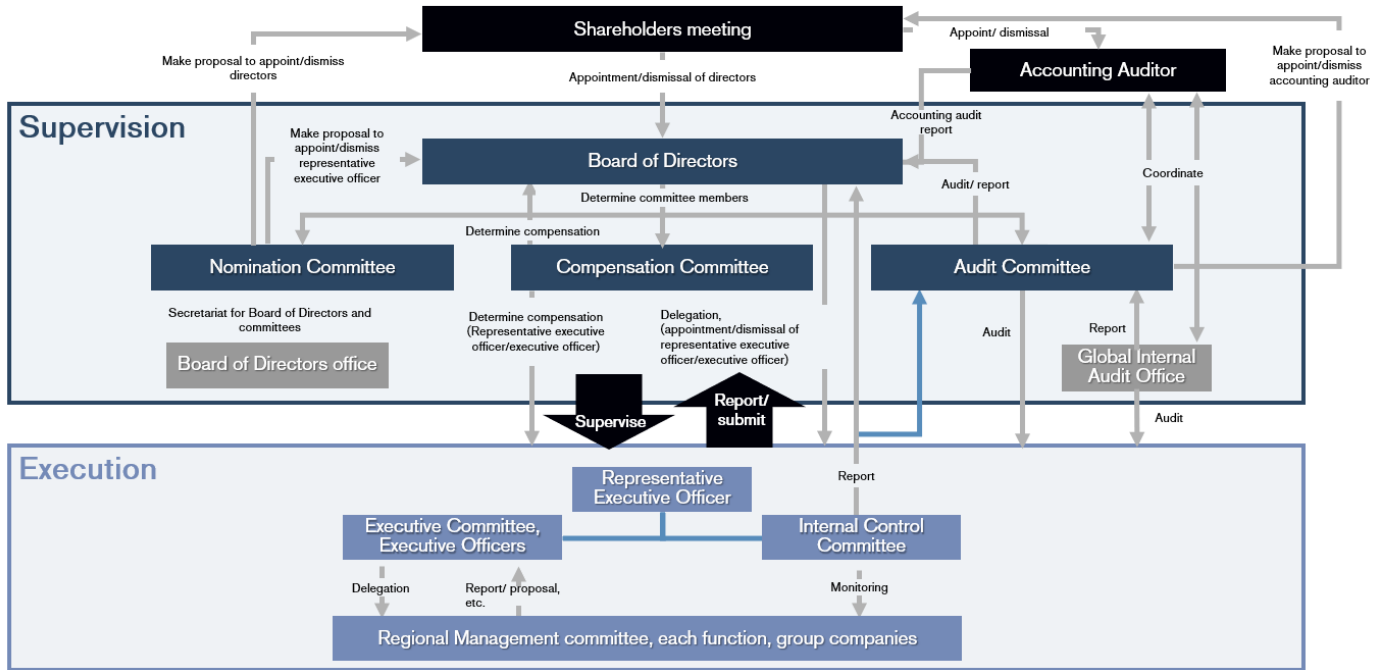 Shareholders meeting
Appoint/ dismissal
Make proposal to appoint/dismiss
directors
Appointment/dismissal of directors
Accounting Auditor
Make proposal to
appoint/dismiss
accounting auditor
Supervision
Accounting audit
report
Make proposal to
appoint/dismiss
representative
executive officer
Board of Directors
Coordinate
Audit/ report
Determine committee members
Determine compensation
Nomination Committee
Compensation Committee
Audit Committee
Secretariat for Board of Directors and
committees
Board of Directors office
Determine compensation
(Representative executive
officer/executive officer)
Delegation,
(appointment/dismissal of
representative executive
officer/executive officer)
Audit
Report
Global Internal
Audit Office
Supervise
Report/
submit
Audit
Execution
Representative
Executive Officer
Report
Executive Committee,
Executive Officers
Internal Control
Committee
Delegation
Report/ proposal,
etc.
Monitoring
Regional Management committee, each function, group companies